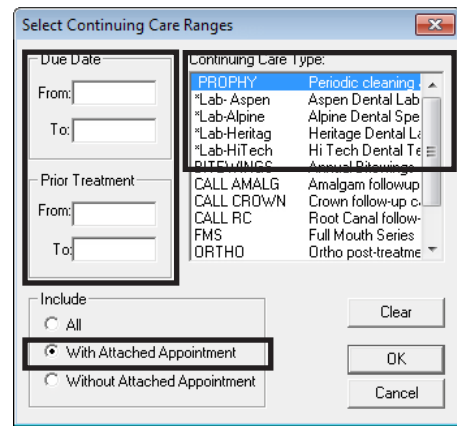 Select Continuing Care Ranges
Due Date
From:
To:
Prior Treatment
From:
To:
Continuing Care Type:
PROPHY Periodic cleaning
*Lab- Aspen Aspen Dental Lab
*Lab-Alpine Alpine Dental Spe
*Lab-Heritag Heritage Dental La
*Lab-HiTech Hi Tech Dental Te
BITEWINGS Annual Bitewings
CALL AMALG Amalgam followup
CALL CROWN Crown follow-up c
CALL RC Root Canal follow-
FMS Full Mouth Series
ORTHO Ortho post-treatme
Include
All
With Attached Appointment
Without Attached Appointment
Clear
OK
Cancel